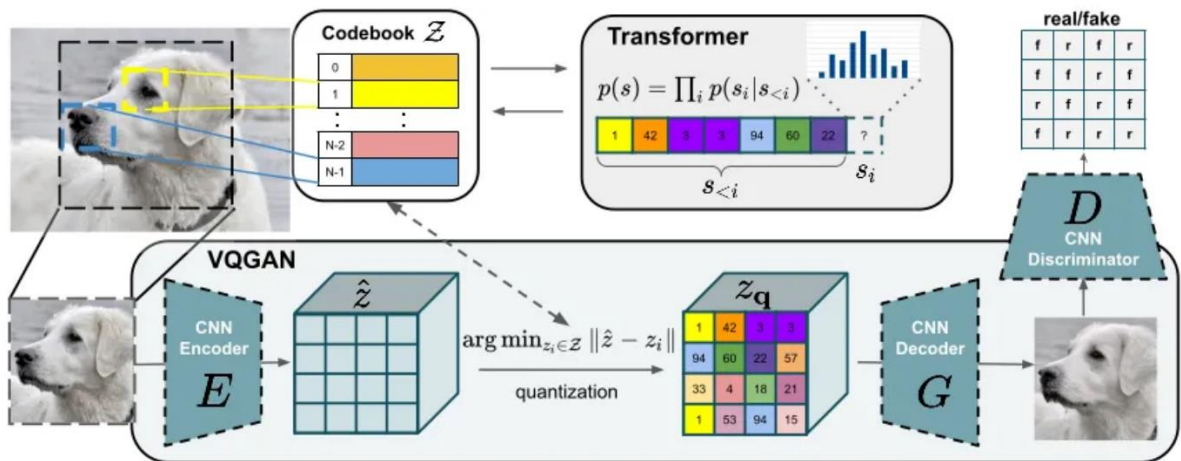 Codebook 𝒵
0
1
:
:
N-2
N-1
Transformer
p(s) = ∏ᵢ p(sᵢ|s<ᵢ)
1 42 3 3 94 60 22 ?
s<ᵢ
sᵢ
real/fake
f r f r
f f r f
r f r f
f r r r
D
CNN
Discriminator
VQGAN
CNN
Encoder
E
ẑ
arg min_{zᵢ∈𝒵} ‖ẑ − zᵢ‖
quantization
z_q
1 42 3 3
94 60 22 57
33 4 18 21
1 53 94 15
CNN
Decoder
G